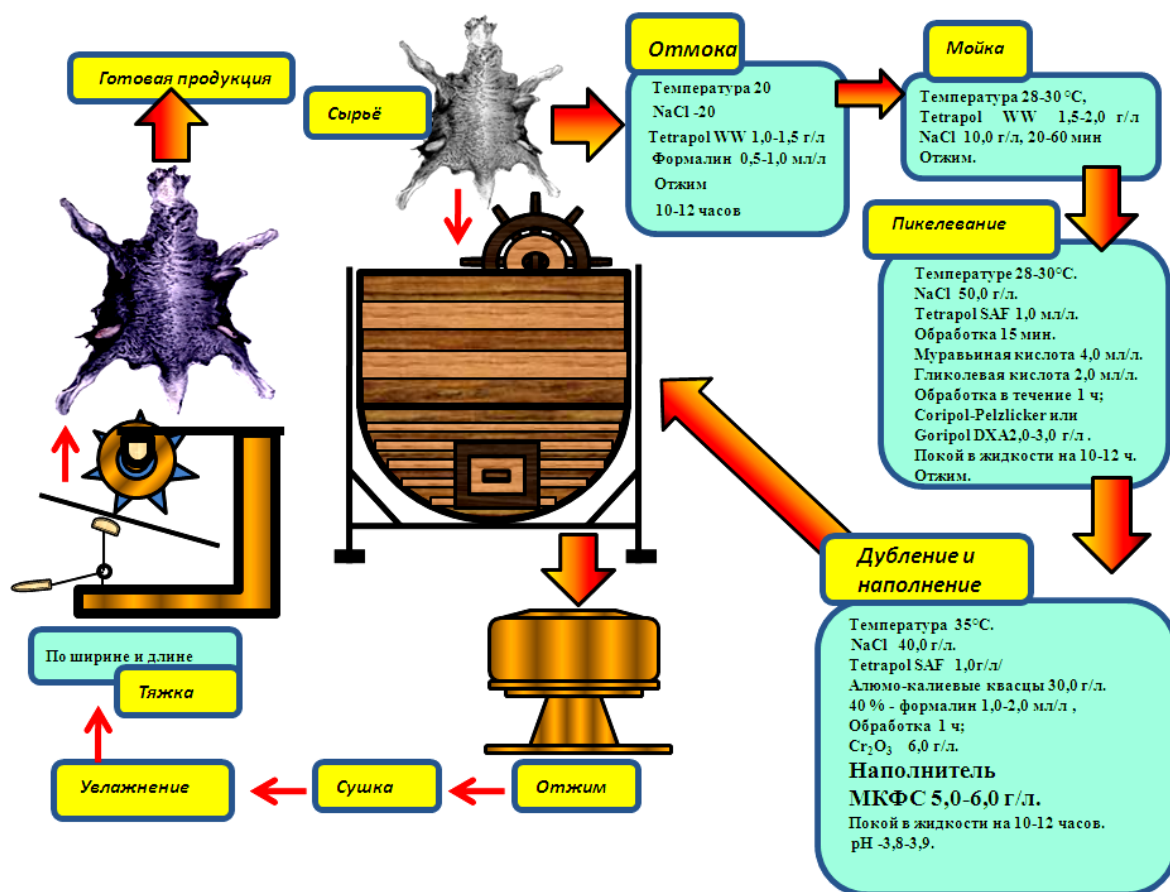 Готовая продукция
Сырьё
Отмока
Температура 20
NaCl -20
Tetrapol WW 1,0-1,5 г/л
Формалин 0,5-1,0 мл/л
Отжим
10-12 часов
Мойка
Температура 28-30 °C,
Tetrapol WW 1,5-2,0 г/л
NaCl 10,0 г/л, 20-60 мин
Отжим.
Пикелевание
Температуре 28-30°C.
NaCl 50,0 г/л.
Tetrapol SAF 1,0 мл/л.
Обработка 15 мин.
Муравьиная кислота 4,0 мл/л.
Гликолевая кислота 2,0 мл/л.
Обработка в течение 1 ч;
Coripol-Pelzlicker или
Goripol DXA2,0-3,0 г/л .
Покой в жидкости на 10-12 ч.
Отжим.
Дубление и
наполнение
Температура 35°C.
NaCl 40,0 г/л.
Tetrapol SAF 1,0г/л/
Алюмо-калиевые квасцы 30,0 г/л.
40 % - формалин 1,0-2,0 мл/л ,
Обработка 1 ч;
Cr₂O₃ 6,0 г/л.
Наполнитель
МКФС 5,0-6,0 г/л.
Покой в жидкости на 10-12 часов.
pH -3,8-3,9.
Отжим
Сушка
Увлажнение
По ширине и длине
Тяжка